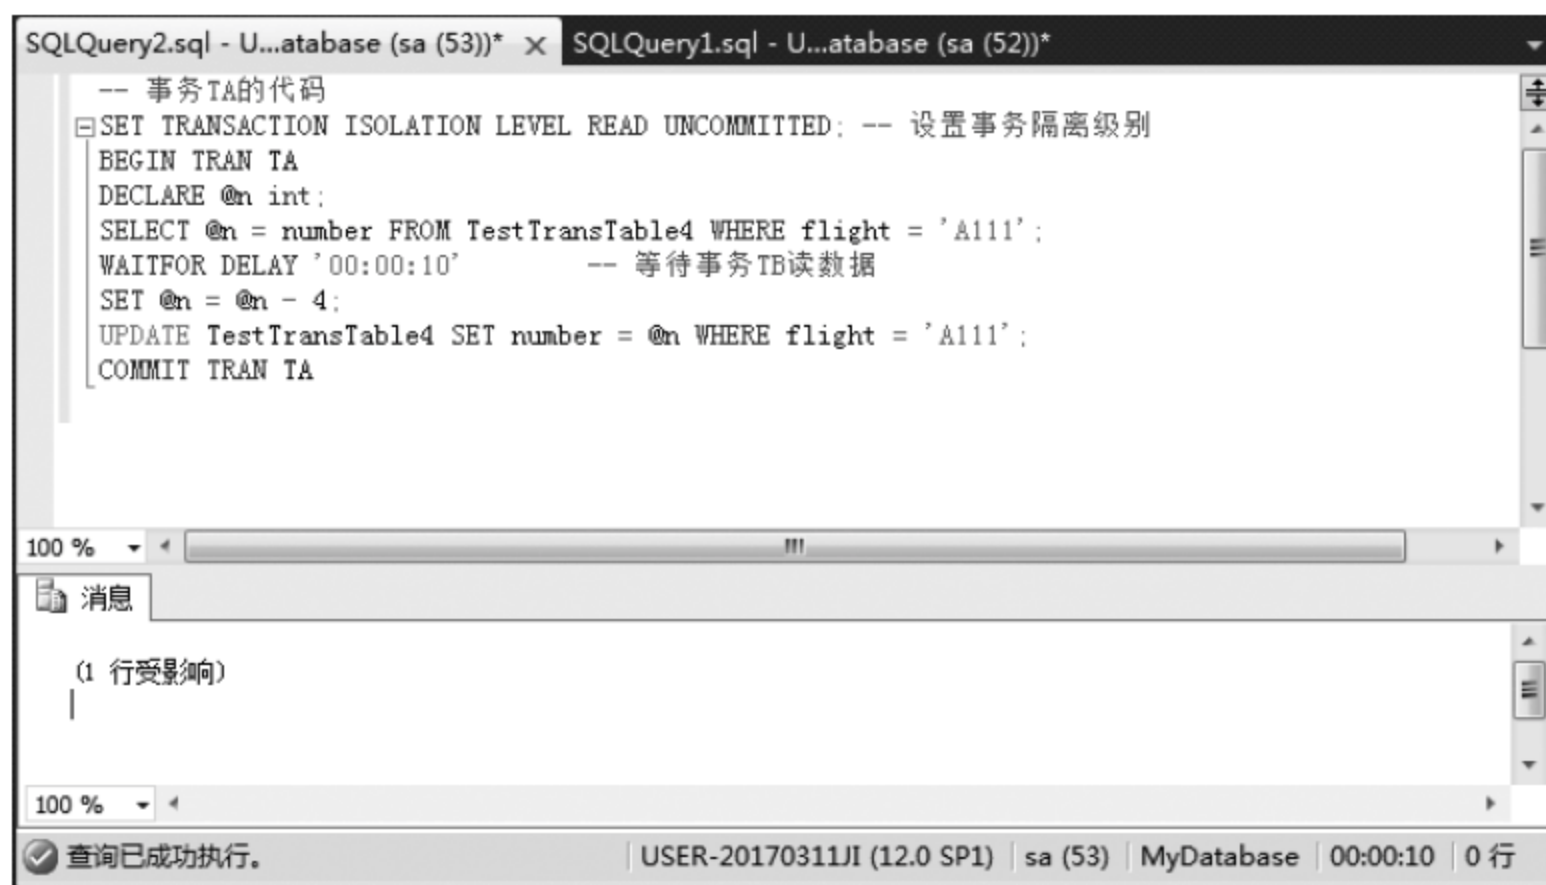 SQLQuery2.sql - U...atabase (sa (53))* × SQLQuery1.sql - U...atabase (sa (52))*
-- 事务TA的代码
SET TRANSACTION ISOLATION LEVEL READ UNCOMMITTED; -- 设置事务隔离级别
BEGIN TRAN TA
DECLARE @n int;
SELECT @n = number FROM TestTransTable4 WHERE flight = 'A111';
WAITFOR DELAY '00:00:10' -- 等待事务TB读数据
SET @n = @n - 4;
UPDATE TestTransTable4 SET number = @n WHERE flight = 'A111';
COMMIT TRAN TA
100 %
消息
(1 行受影响)
100 %
查询已成功执行。 USER-20170311JI (12.0 SP1) sa (53) MyDatabase 00:00:10 0 行